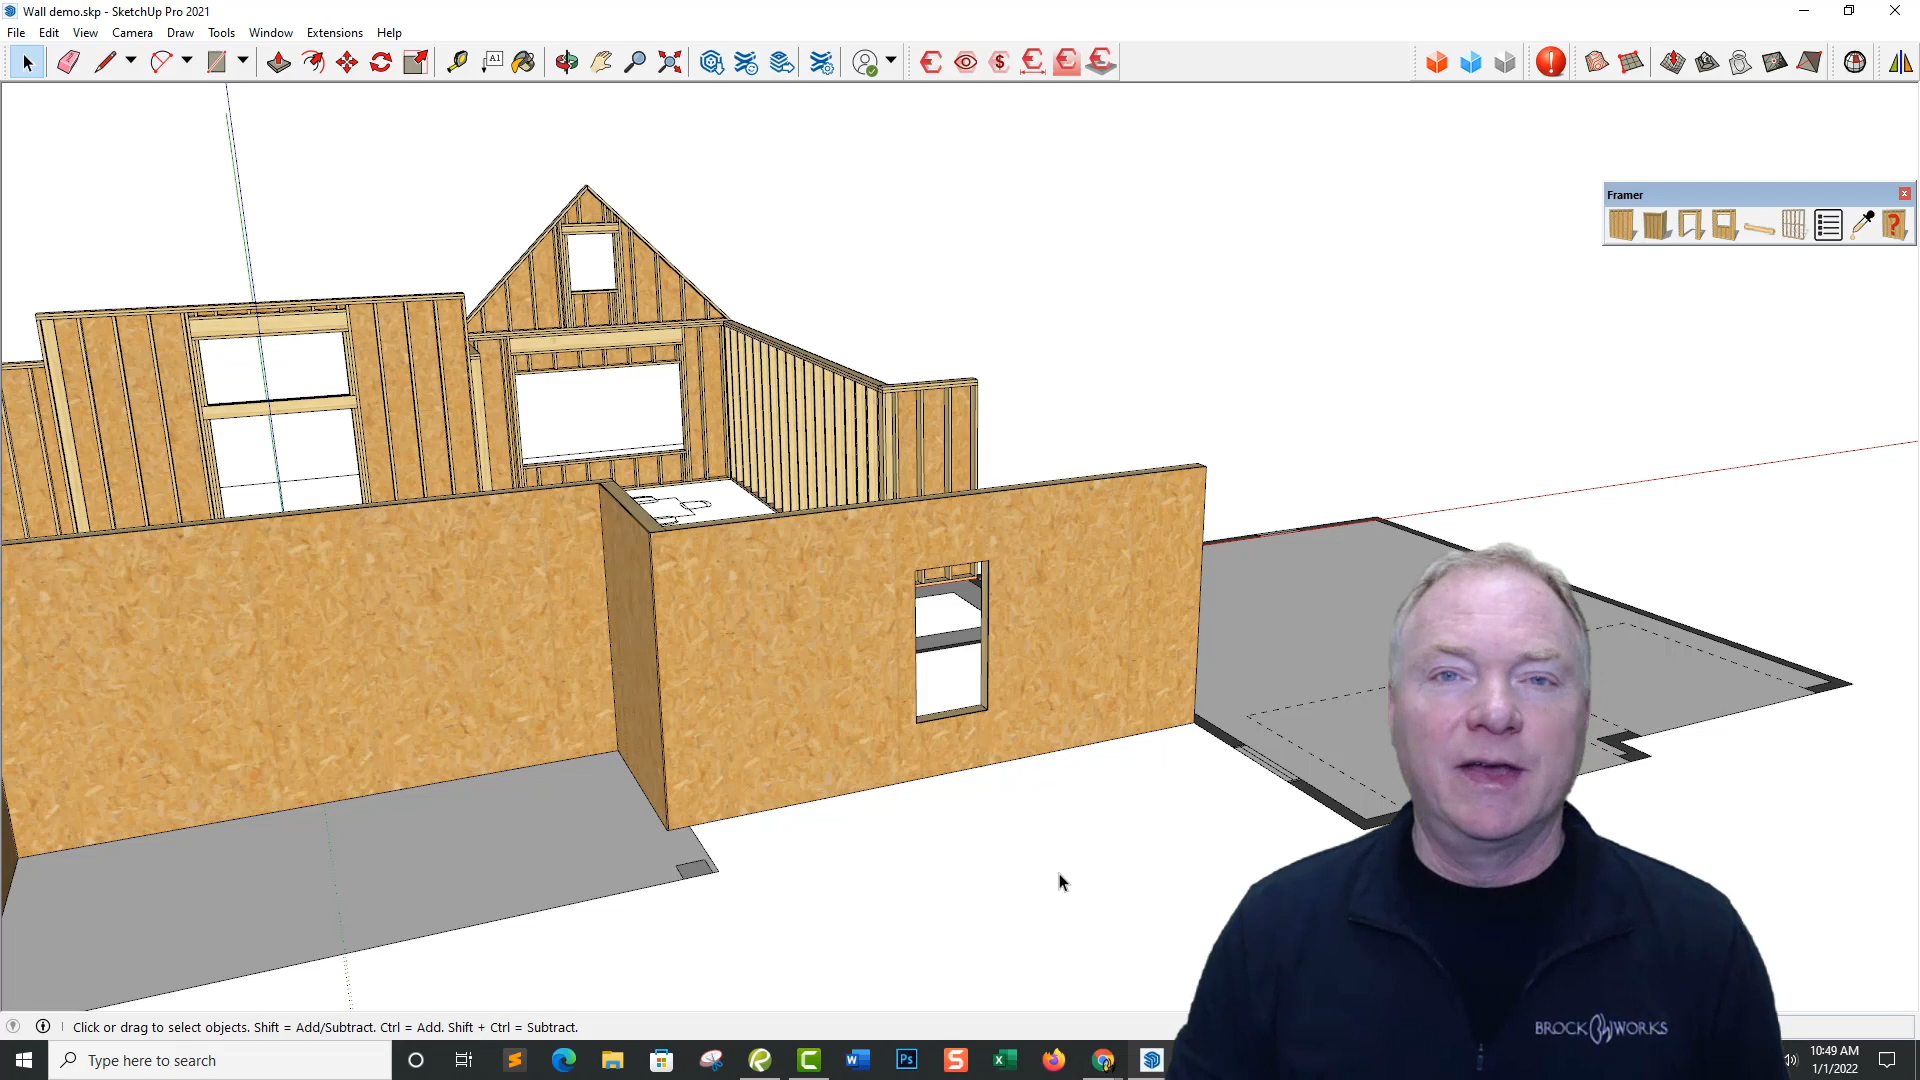 Wall demo.skp - SketchUp Pro 2021
File Edit View Camera Draw Tools Window Extensions Help
A1
$
!
Framer
?
Click or drag to select objects. Shift = Add/Subtract. Ctrl = Add. Shift + Ctrl = Subtract.
BROCK WORKS
Type here to search
10:49 AM
1/1/2022